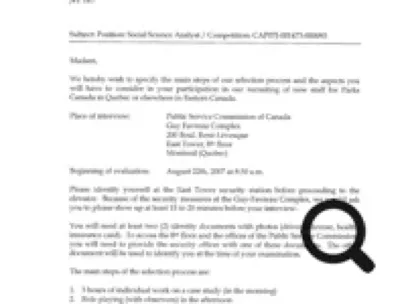 Subject: Position: Social Science Analyst / Competition:
Madam,
We hereby wish to specify the main steps of our selection process and the aspects you
will have to consider in your participation in our recruiting of new staff for Parks
Canada in Quebec or elsewhere in Eastern Canada.
Place of interview: Public Service Commission of Canada
Guy Favreau Complex
200 Boul. René-Lévesque
East Tower, 8th floor
Montreal (Quebec)
Beginning of evaluation: August 22th, 2007 at 8:30 a.m.
Please identify yourself at the East Tower security station before proceeding to the
elevator. Because of the security measures at the Guy-Favreau Complex, we ask
you to please show up at least 15 to 20 minutes before your interview.
You will need at least two (2) identity documents with photos health
insurance card). To access the 8th floor and the offices of the Public Service Commission
you will need to provide the security officer with one of these The
document will be used to identify you at the time of your examination.
The main steps of the selection process are:
1. 3 hours of individual work on a case study (in the morning)
2. Role playing (with observers) in the afternoon